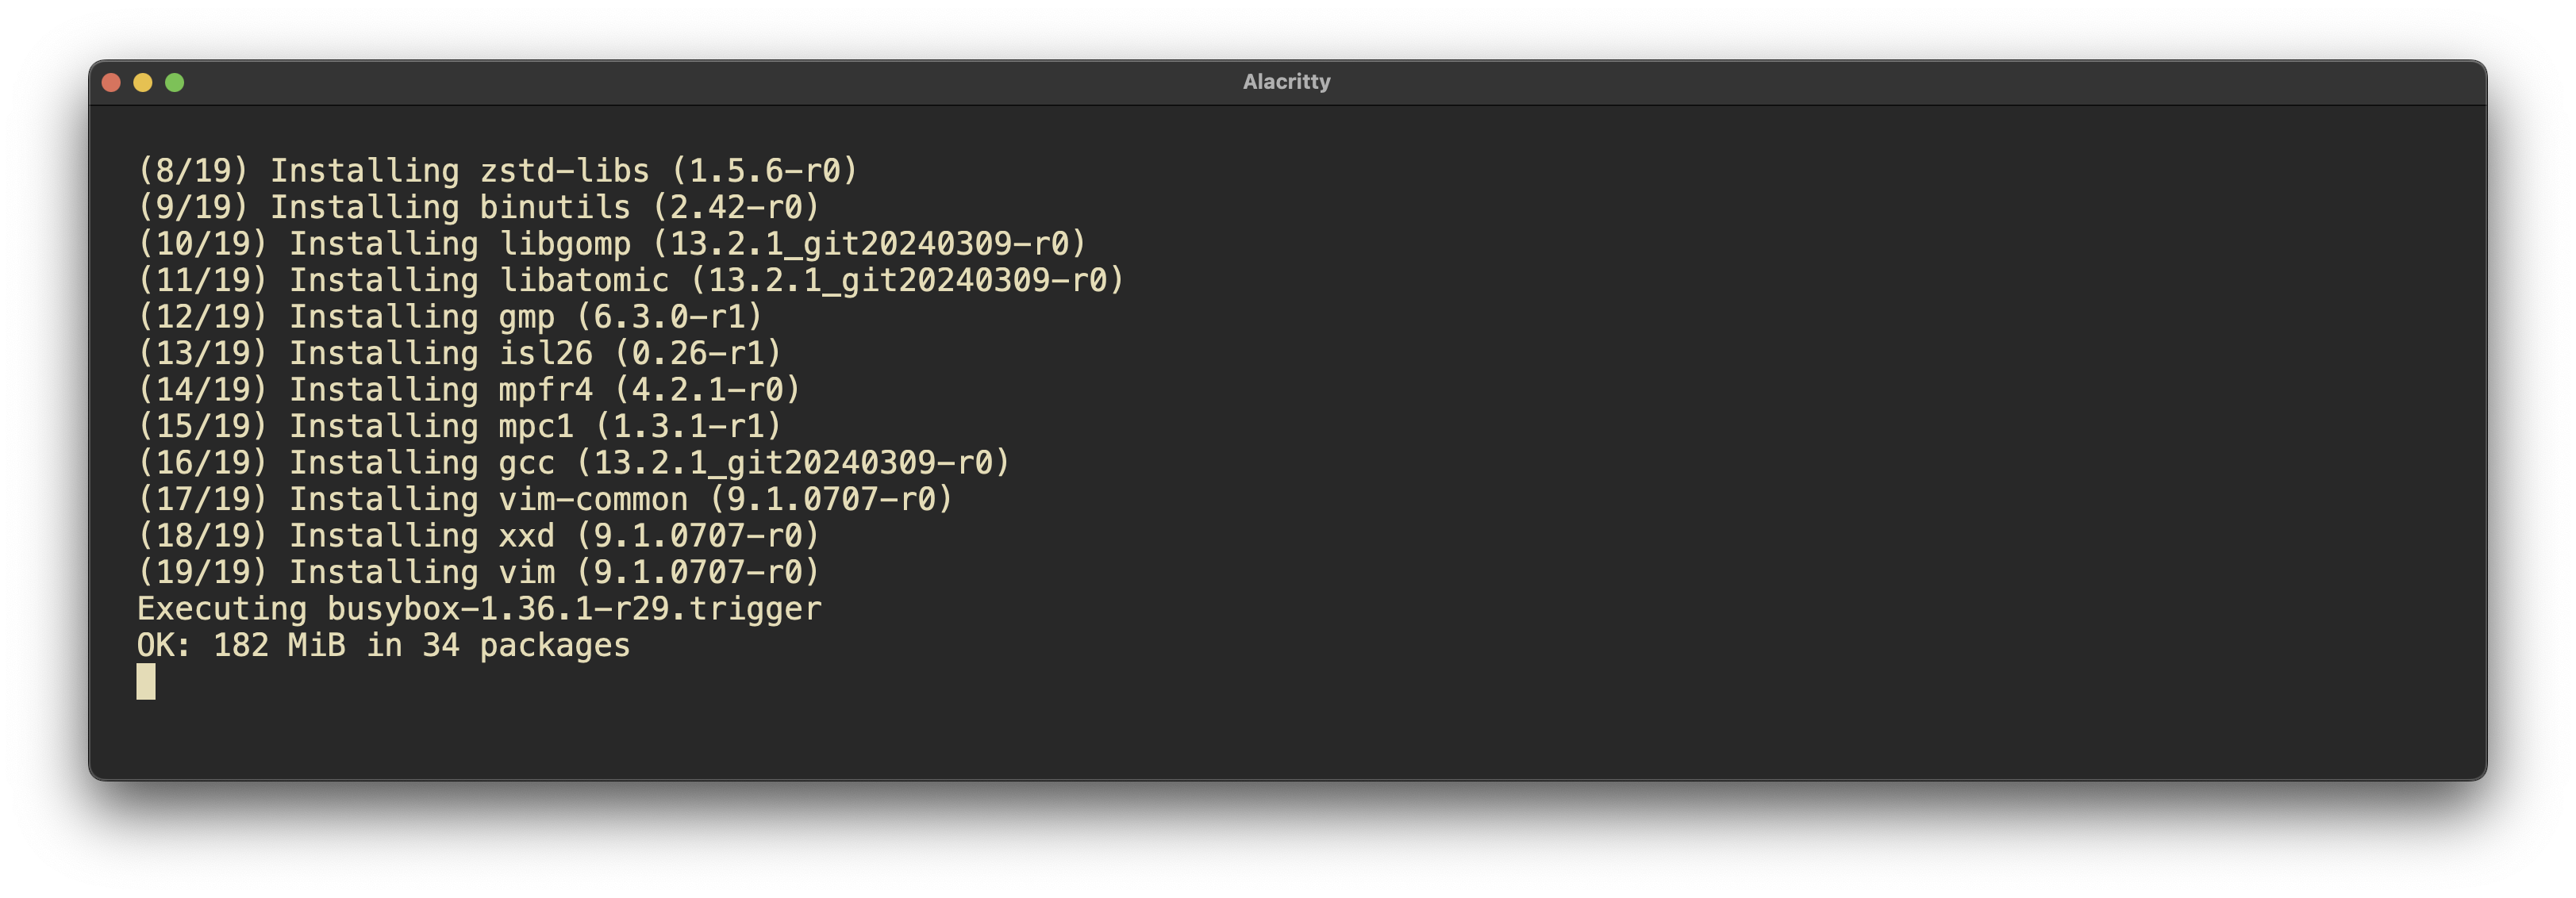 Alacritty
(8/19) Installing zstd-libs (1.5.6-r0)
(9/19) Installing binutils (2.42-r0)
(10/19) Installing libgomp (13.2.1_git20240309-r0)
(11/19) Installing libatomic (13.2.1_git20240309-r0)
(12/19) Installing gmp (6.3.0-r1)
(13/19) Installing isl26 (0.26-r1)
(14/19) Installing mpfr4 (4.2.1-r0)
(15/19) Installing mpc1 (1.3.1-r1)
(16/19) Installing gcc (13.2.1_git20240309-r0)
(17/19) Installing vim-common (9.1.0707-r0)
(18/19) Installing xxd (9.1.0707-r0)
(19/19) Installing vim (9.1.0707-r0)
Executing busybox-1.36.1-r29.trigger
OK: 182 MiB in 34 packages